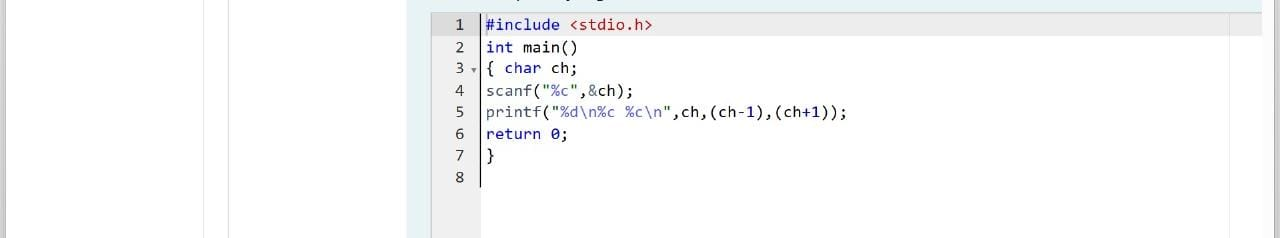 1 #include <stdio.h>
2 int main()
3 { char ch;
4 scanf("%c",&ch);
5 printf("%d\n%c %c\n",ch,(ch-1),(ch+1));
6 return 0;
7 }
8